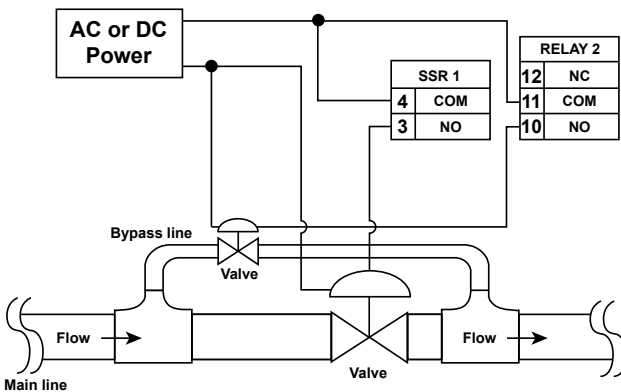 AC or DC
Power
SSR 1
4 COM
3 NO
RELAY 2
12 NC
11 COM
10 NO
Bypass line
Valve
Flow
Flow
Valve
Main line